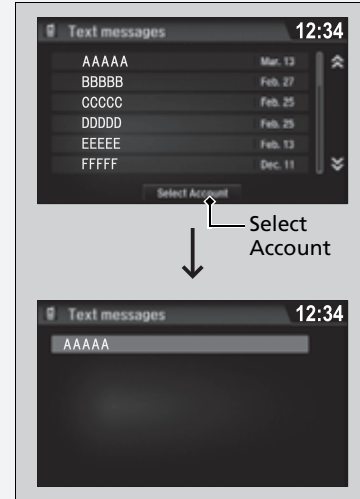 Text messages 12:34
AAAAA Mar. 13
BBBBB Feb. 27
CCCCC Feb. 25
DDDDD Feb. 25
EEEEE Feb. 13
FFFFF Dec. 11
Select Account
Select
Account
Text messages 12:34
AAAAA